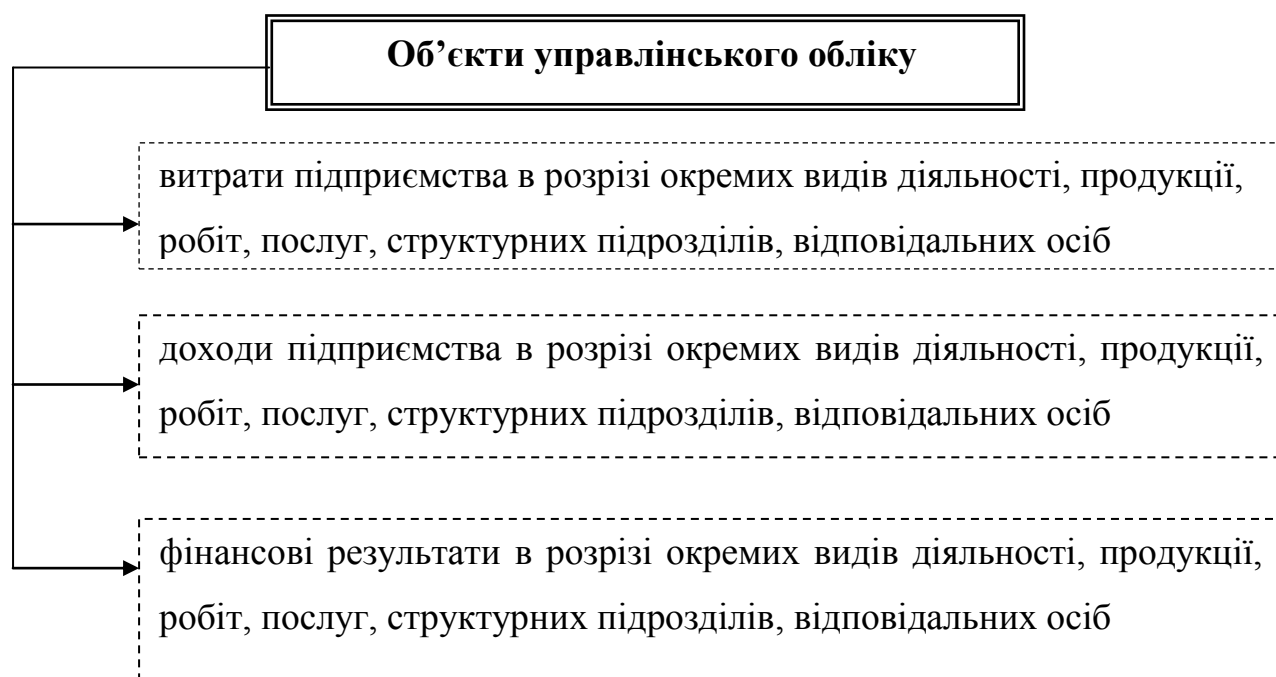 Об’єкти управлінського обліку
витрати підприємства в розрізі окремих видів діяльності, продукції,
робіт, послуг, структурних підрозділів, відповідальних осіб
доходи підприємства в розрізі окремих видів діяльності, продукції,
робіт, послуг, структурних підрозділів, відповідальних осіб
фінансові результати в розрізі окремих видів діяльності, продукції,
робіт, послуг, структурних підрозділів, відповідальних осіб